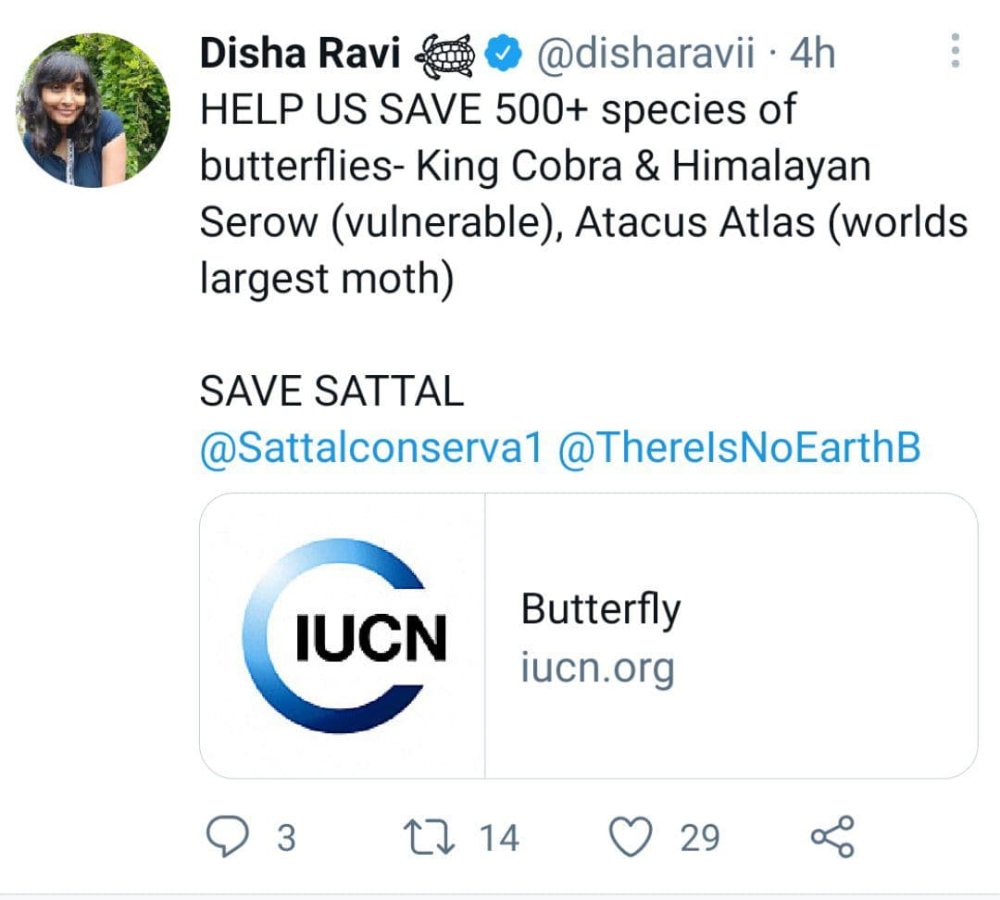 Disha Ravi @disharavii · 4h
HELP US SAVE 500+ species of
butterflies- King Cobra & Himalayan
Serow (vulnerable), Atacus Atlas (worlds
largest moth)
SAVE SATTAL
@Sattalconserva1 @ThereIsNoEarthB
IUCN
Butterfly
iucn.org
3 14 29